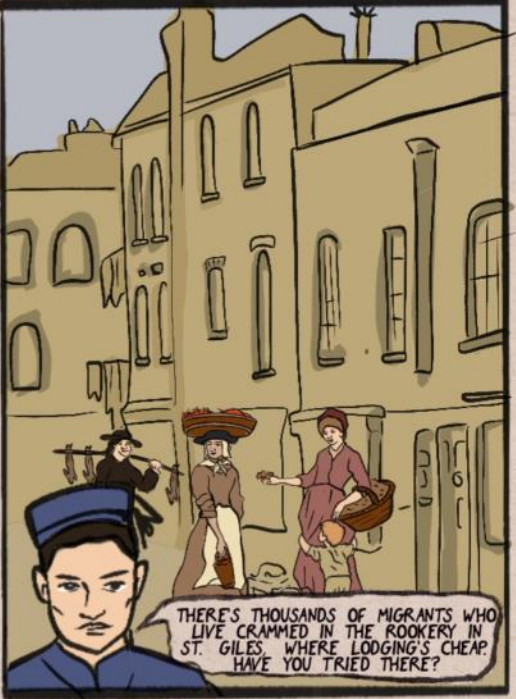 THERE'S THOUSANDS OF MIGRANTS WHO
LIVE CRAMMED IN THE ROOKERY IN
ST. GILES, WHERE LODGING'S CHEAP.
HAVE YOU TRIED THERE?